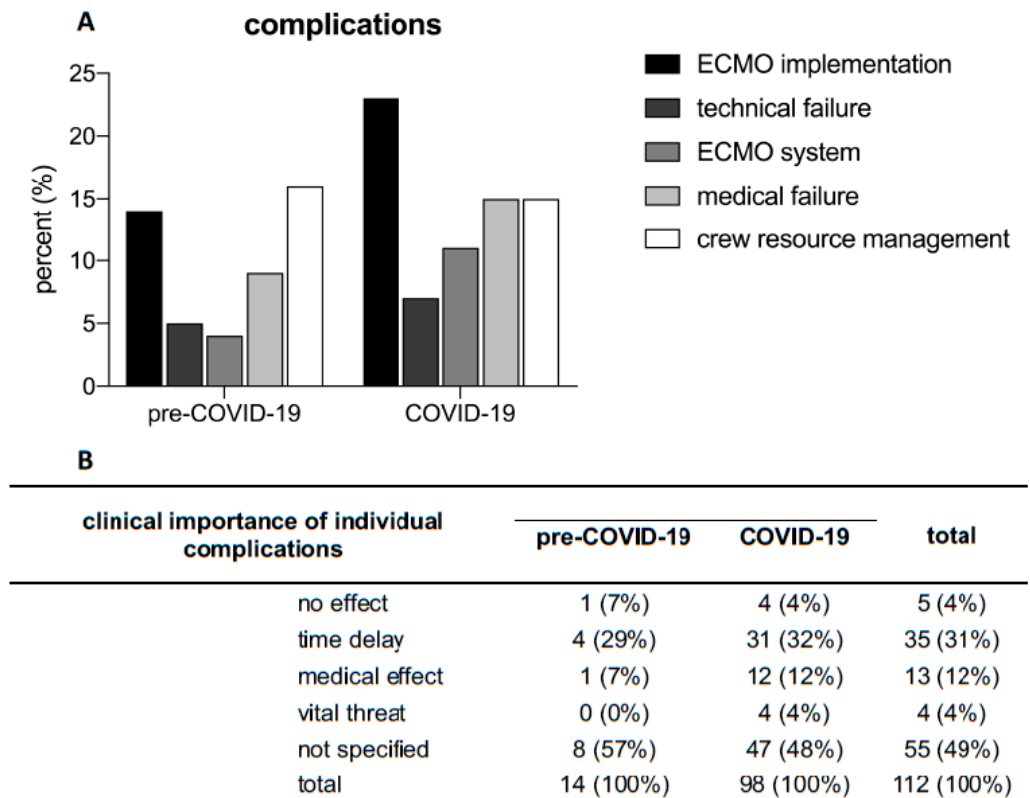 A
complications
25
20
15
10
5
0
percent (%)
pre-COVID-19 COVID-19
ECMO implementation
technical failure
ECMO system
medical failure
crew resource management
B
clinical importance of individual complications pre-COVID-19 COVID-19 total
no effect 1 (7%) 4 (4%) 5 (4%)
time delay 4 (29%) 31 (32%) 35 (31%)
medical effect 1 (7%) 12 (12%) 13 (12%)
vital threat 0 (0%) 4 (4%) 4 (4%)
not specified 8 (57%) 47 (48%) 55 (49%)
total 14 (100%) 98 (100%) 112 (100%)